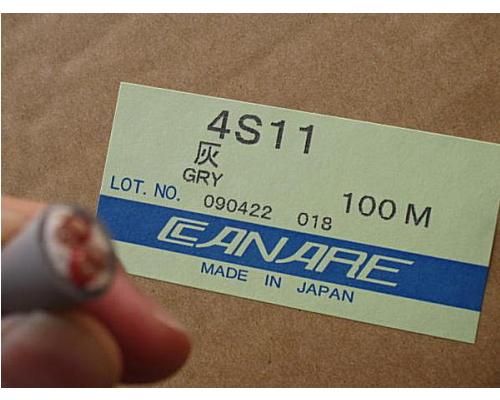 4S11
灰
GRY
LOT. NO. 090422 018 100 M
CANARE
MADE IN JAPAN